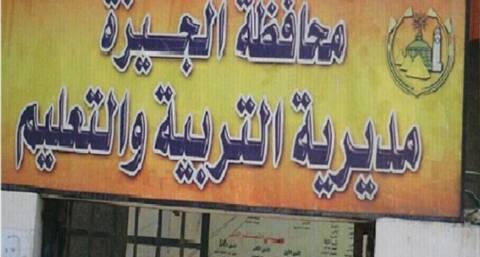 محافظة الجيزة
مديرية التربية والتعليم